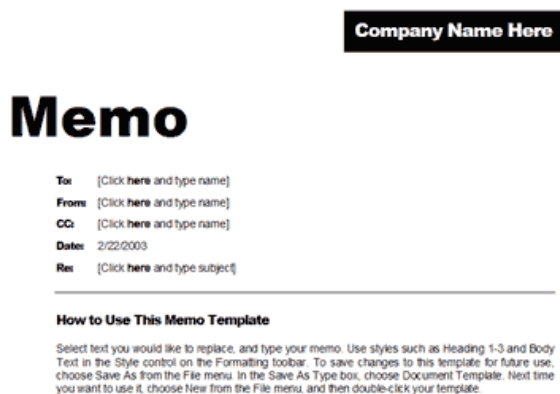 Company Name Here
Memo
To: [Click here and type name]
From: [Click here and type name]
CC: [Click here and type name]
Date: 2/22/2003
Re: [Click here and type subject]
How to Use This Memo Template
Select text you would like to replace, and type your memo. Use styles such as Heading 1-3 and Body
Text in the Style control on the Formatting toolbar. To save changes to this template for future use,
choose Save As from the File menu. In the Save As Type box, choose Document Template. Next time
you want to use it, choose New from the File menu, and then double-click your template.